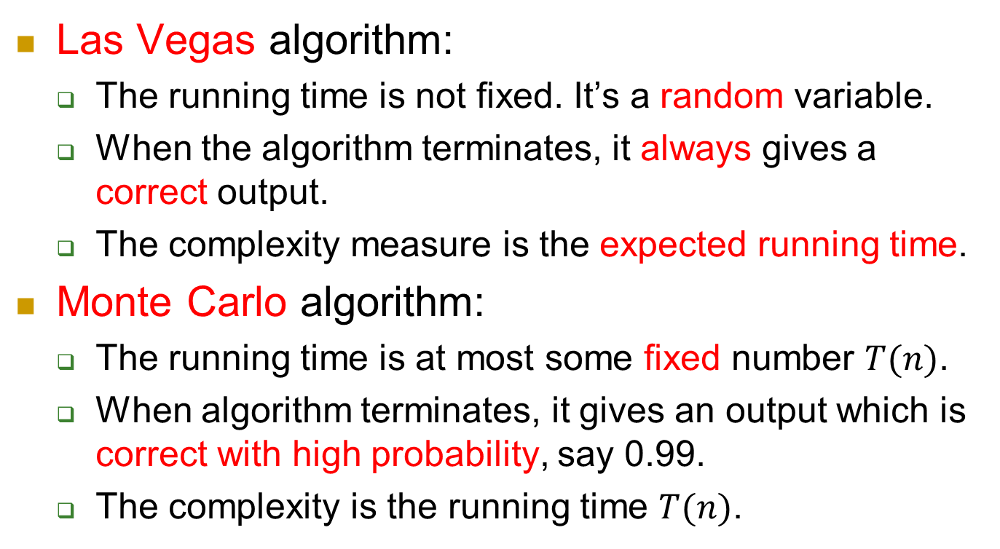 Las Vegas algorithm:
The running time is not fixed. It’s a random variable.
When the algorithm terminates, it always gives a
correct output.
The complexity measure is the expected running time.
Monte Carlo algorithm:
The running time is at most some fixed number 𝑇(𝑛).
When algorithm terminates, it gives an output which is
correct with high probability, say 0.99.
The complexity is the running time 𝑇(𝑛).